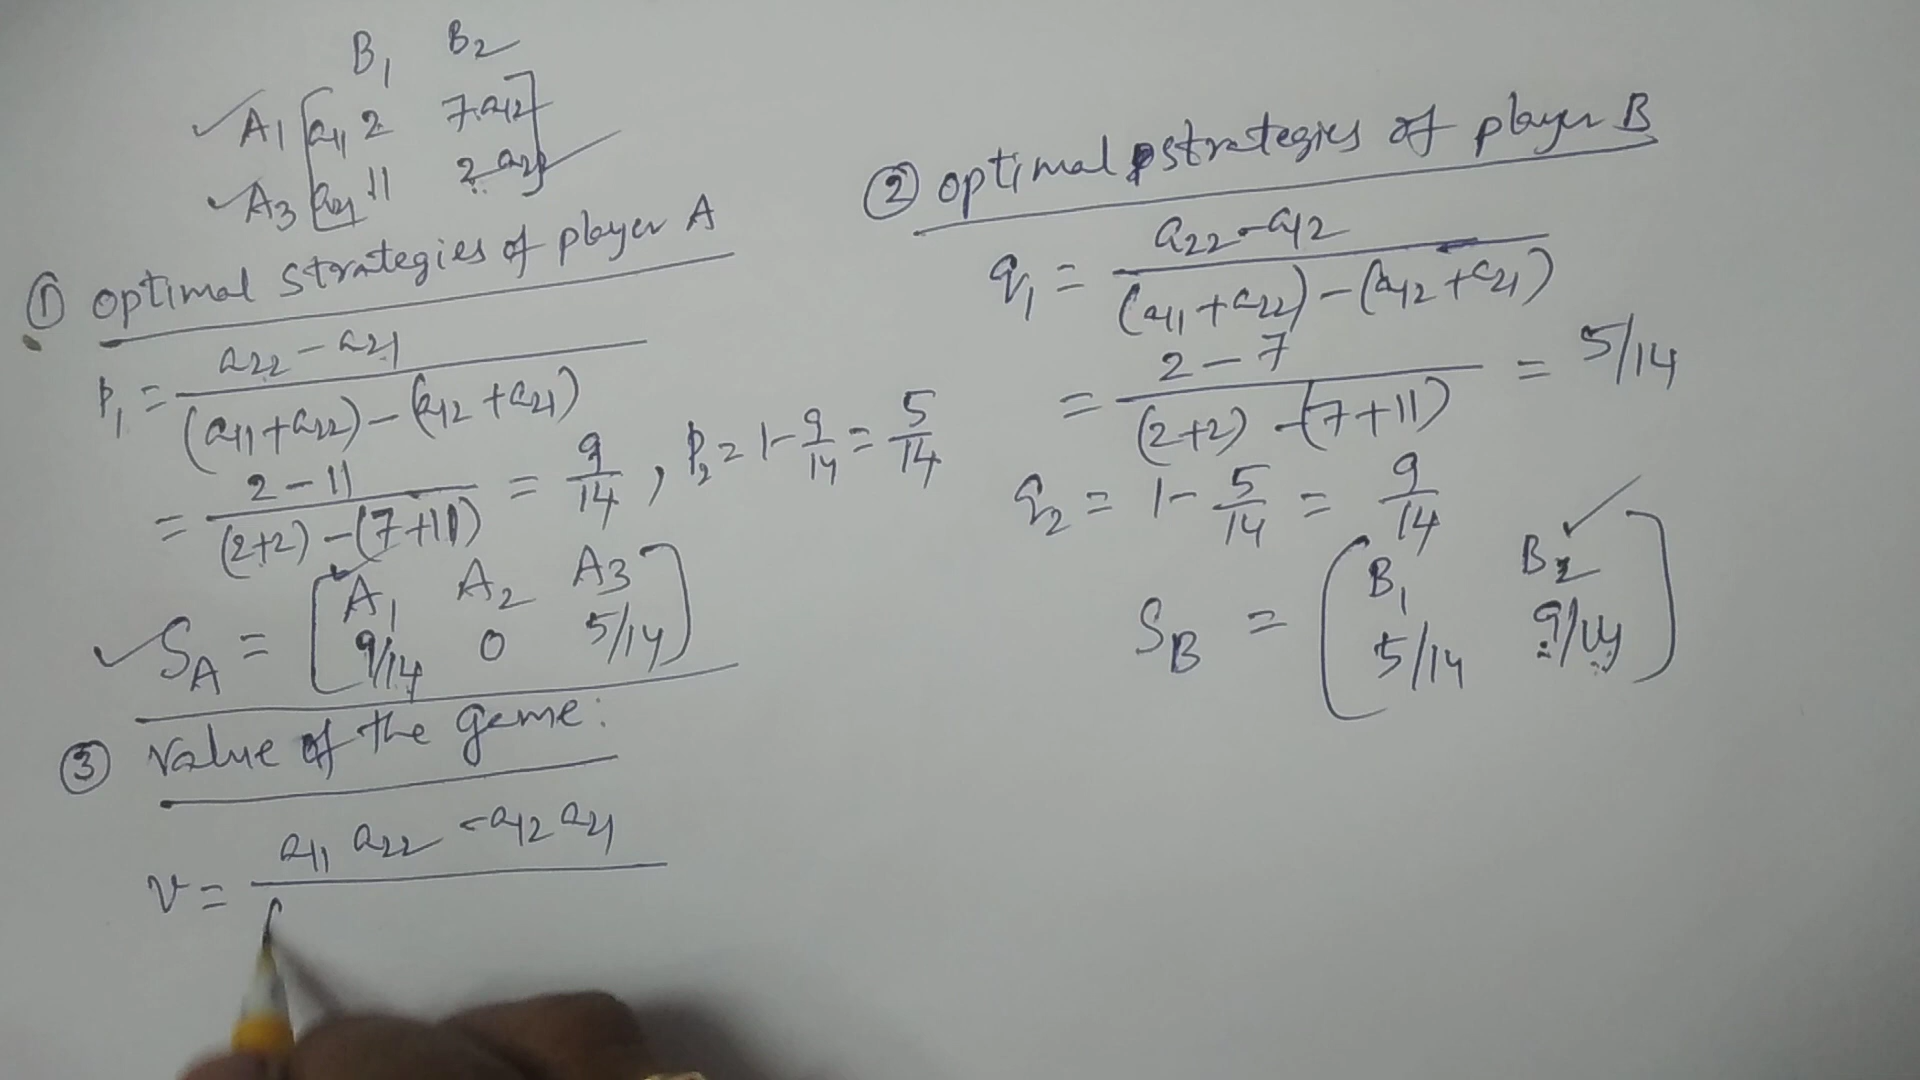 B₁ B₂
A₁ [a₁₁ 2 7 a₁₂]
A₃ [a₂₁ 11 2 a₂₂]
① optimal strategies of player A
p₁ = (a₂₂ - a₂₁) / ((a₁₁ + a₂₂) - (a₁₂ + a₂₁))
= (2 - 11) / ((2+2) - (7+11)) = 9/14 , p₂ = 1 - 9/14 = 5/14
S_A = [A₁ A₂ A₃
9/14 0 5/14]
③ Value of the game:
v = a₁₁ a₂₂ - a₁₂ a₂₁
(
② optimal strategies of player B
q₁ = (a₂₂ - a₁₂) / ((a₁₁ + a₂₂) - (a₁₂ + a₂₁))
= (2 - 7) / ((2+2) - (7+11)) = 5/14
q₂ = 1 - 5/14 = 9/14
S_B = [B₁ B₂
5/14 9/14]